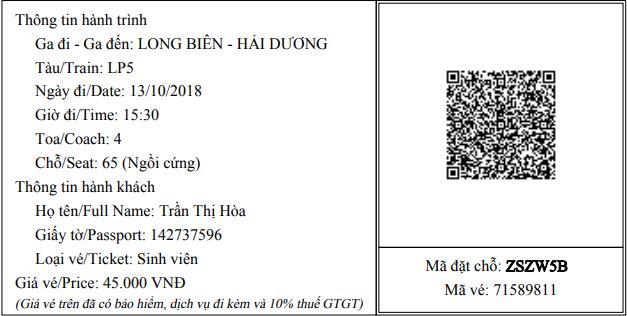 Thông tin hành trình
Ga đi - Ga đến: LONG BIÊN - HẢI DƯƠNG
Tàu/Train: LP5
Ngày đi/Date: 13/10/2018
Giờ đi/Time: 15:30
Toa/Coach: 4
Chỗ/Seat: 65 (Ngồi cứng)
Thông tin hành khách
Họ tên/Full Name: Trần Thị Hòa
Giấy tờ/Passport: 142737596
Loại vé/Ticket: Sinh viên
Giá vé/Price: 45.000 VNĐ
(Giá vé trên đã có bảo hiểm, dịch vụ đi kèm và 10% thuế GTGT)
Mã đặt chỗ: ZSZW5B
Mã vé: 71589811